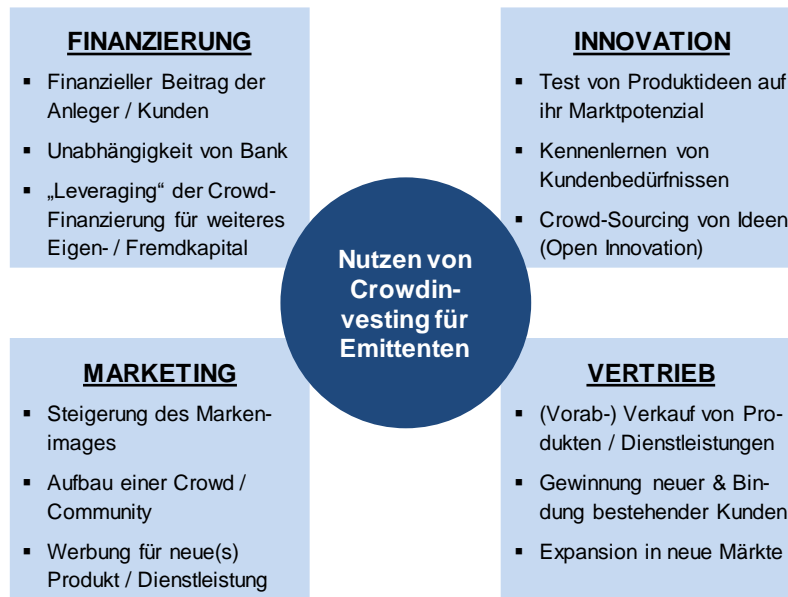 FINANZIERUNG
▪ Finanzieller Beitrag der
Anleger / Kunden
▪ Unabhängigkeit von Bank
▪ „Leveraging“ der Crowd-
Finanzierung für weiteres
Eigen- / Fremdkapital
INNOVATION
▪ Test von Produktideen auf
ihr Marktpotenzial
▪ Kennenlernen von
Kundenbedürfnissen
▪ Crowd-Sourcing von Ideen
(Open Innovation)
Nutzen von
Crowdin-
vesting für
Emittenten
MARKETING
▪ Steigerung des Marken-
images
▪ Aufbau einer Crowd /
Community
▪ Werbung für neue(s)
Produkt / Dienstleistung
VERTRIEB
▪ (Vorab-) Verkauf von Pro-
dukten / Dienstleistungen
▪ Gewinnung neuer & Bin-
dung bestehender Kunden
▪ Expansion in neue Märkte